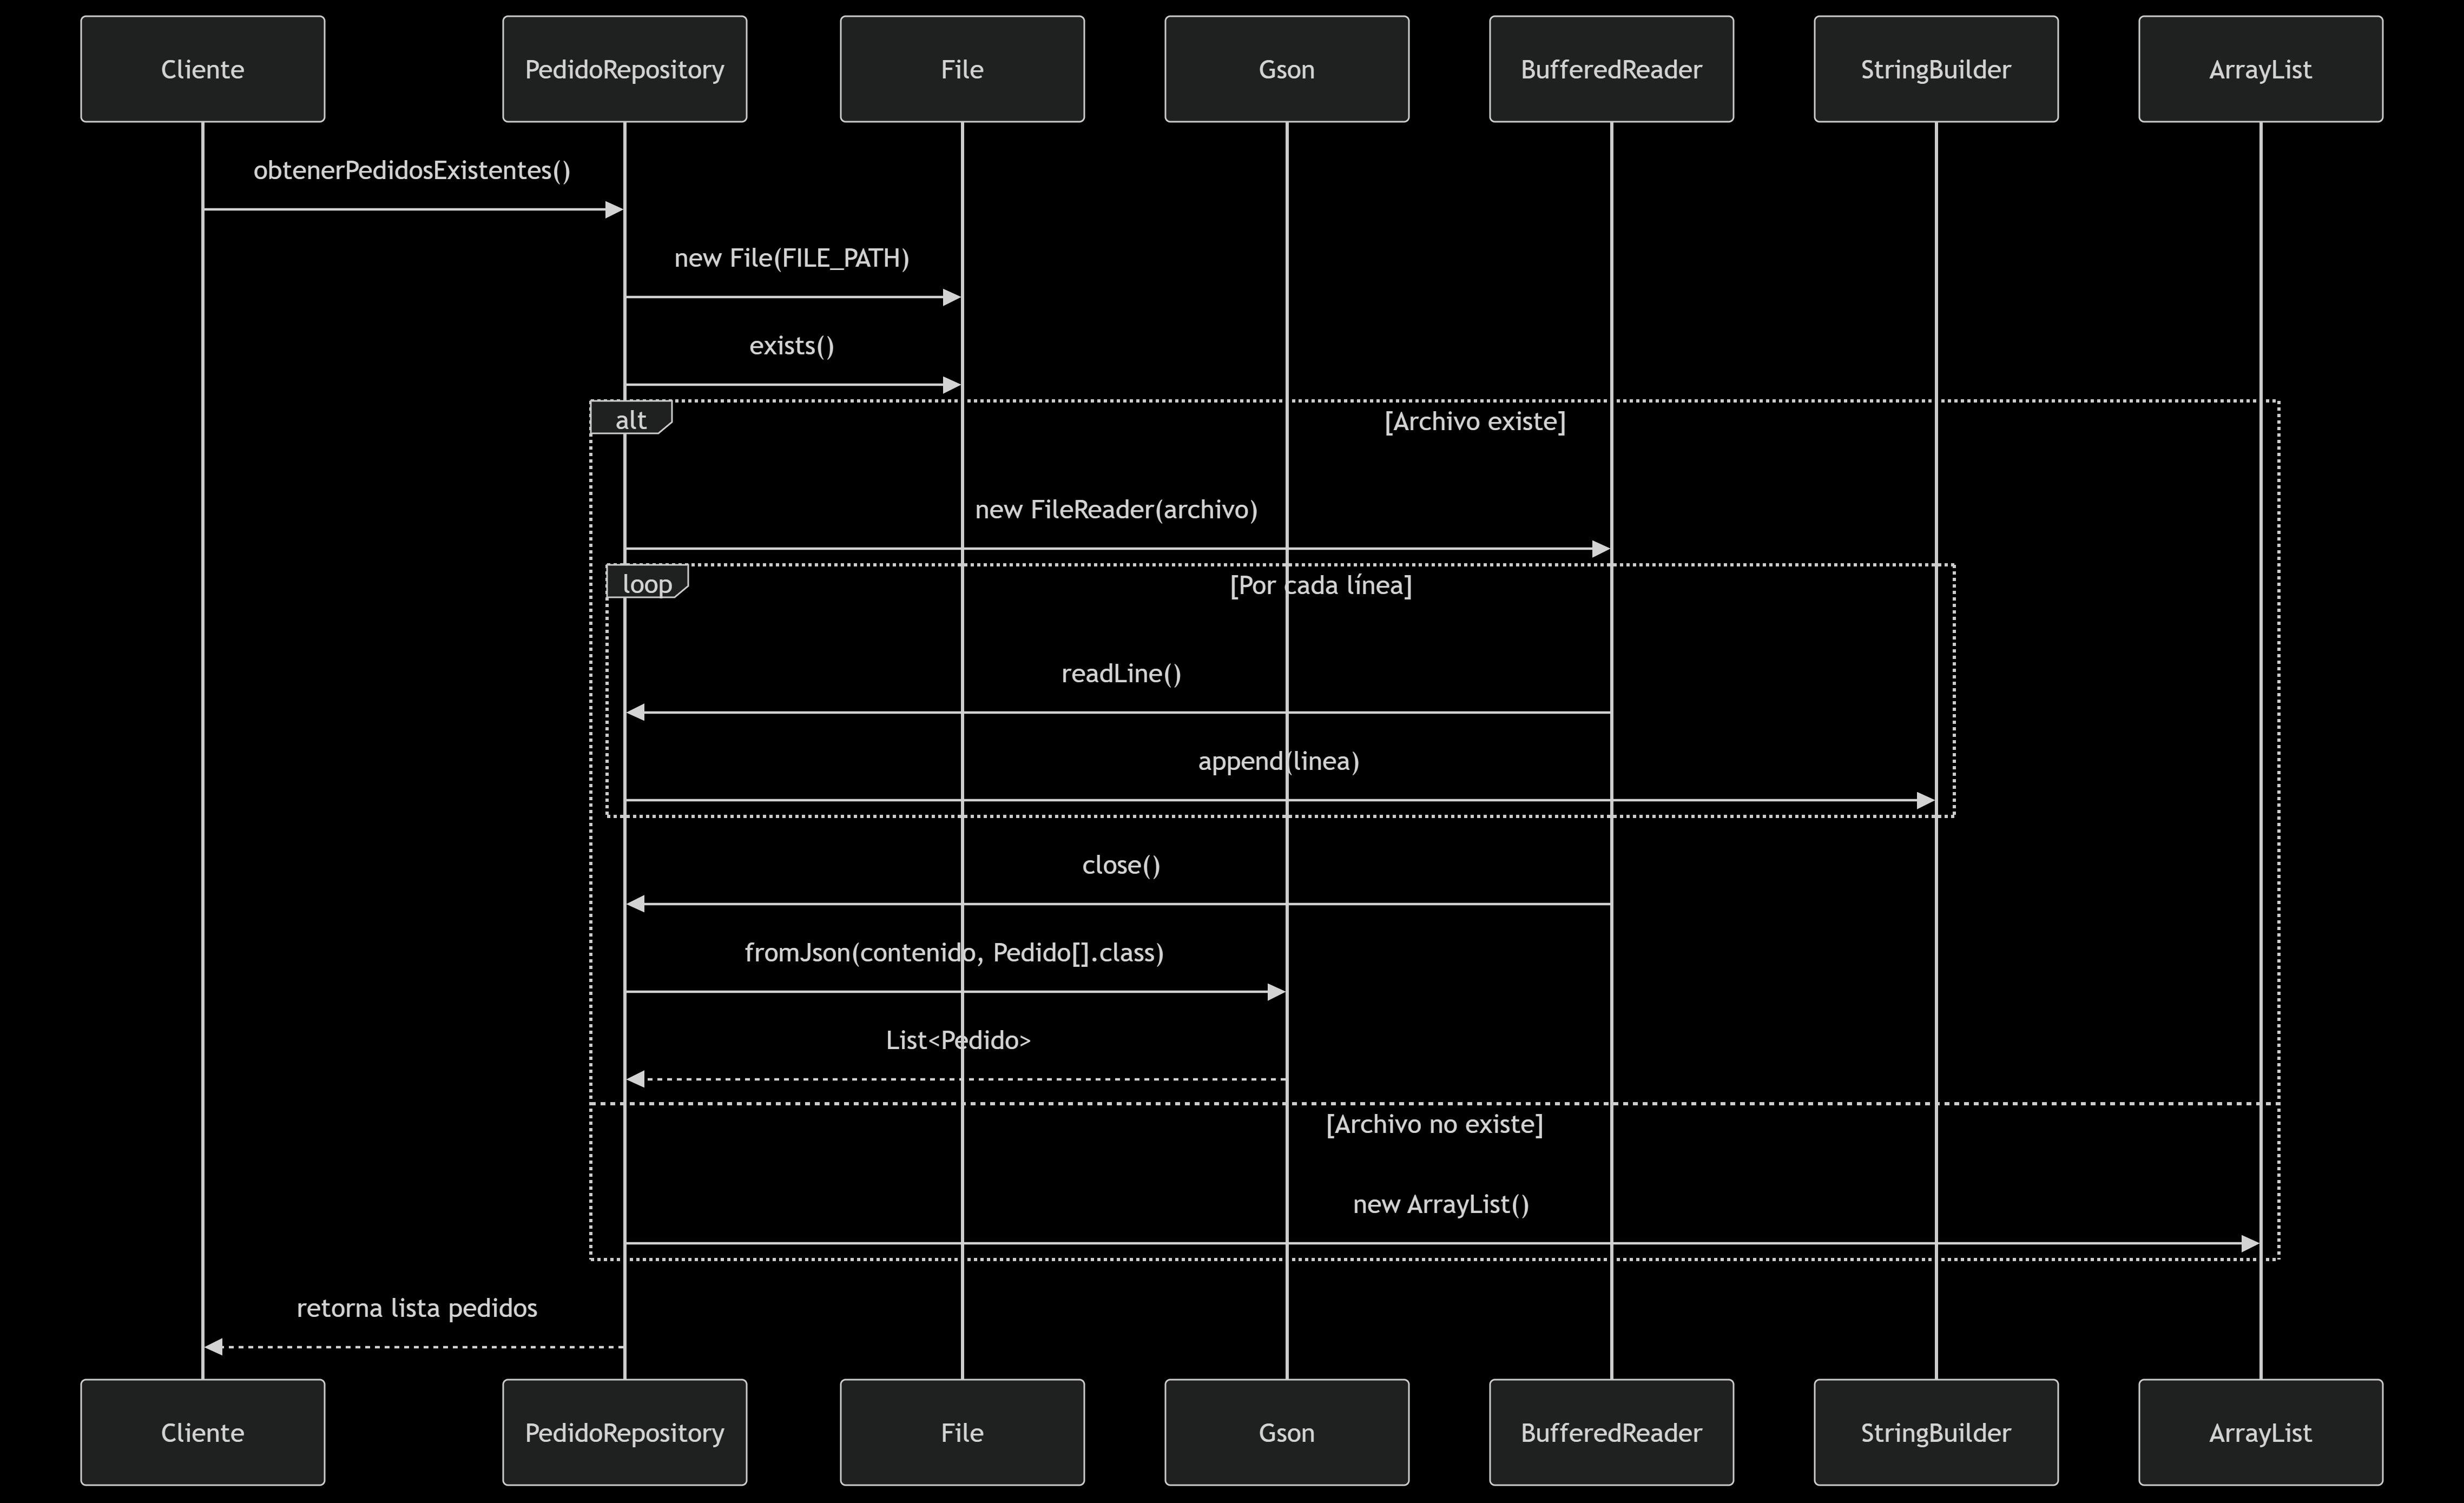 Cliente
PedidoRepository
File
Gson
BufferedReader
StringBuilder
ArrayList
obtenerPedidosExistentes()
new File(FILE_PATH)
exists()
alt
[Archivo existe]
new FileReader(archivo)
loop
[Por cada línea]
readLine()
append(linea)
close()
fromJson(contenido, Pedido[].class)
List<Pedido>
[Archivo no existe]
new ArrayList()
retorna lista pedidos
Cliente
PedidoRepository
File
Gson
BufferedReader
StringBuilder
ArrayList